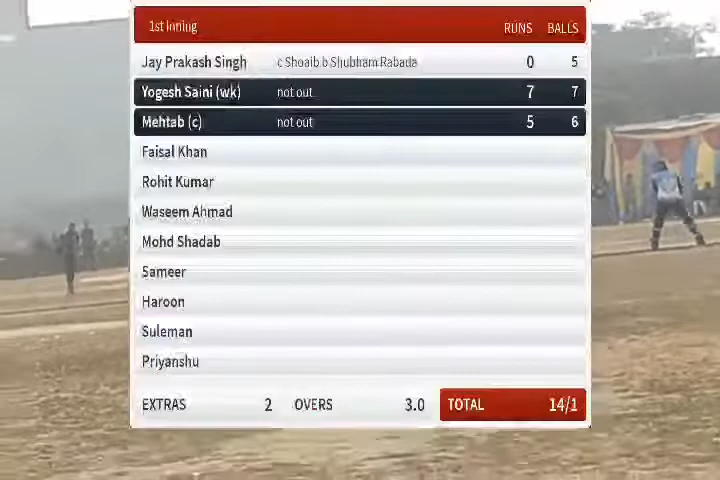 1st Inning RUNS BALLS
Jay Prakash Singh c Shoaib b Shubham Rabada 0 5
Yogesh Saini (wk) not out 7 7
Mehtab (c) not out 5 6
Faisal Khan
Rohit Kumar
Waseem Ahmad
Mohd Shadab
Sameer
Haroon
Suleman
Priyanshu
EXTRAS 2 OVERS 3.0 TOTAL 14/1